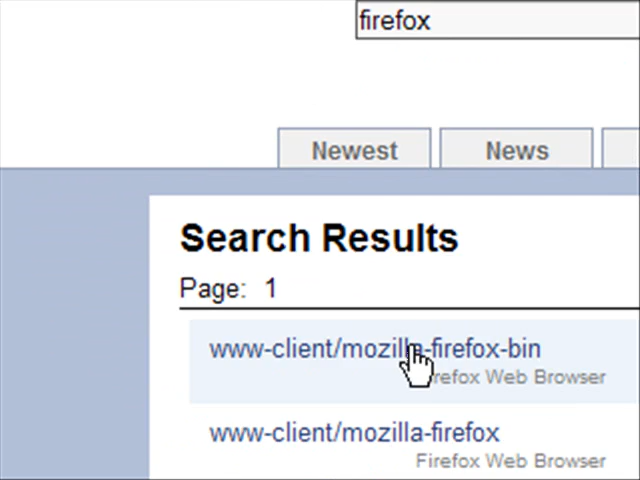 firefox
Newest News
Search Results
Page: 1
www-client/mozilla-firefox-bin
refox Web Browser
www-client/mozilla-firefox
Firefox Web Browser